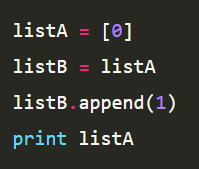 listA = [0]
listB = listA
listB.append(1)
print listA